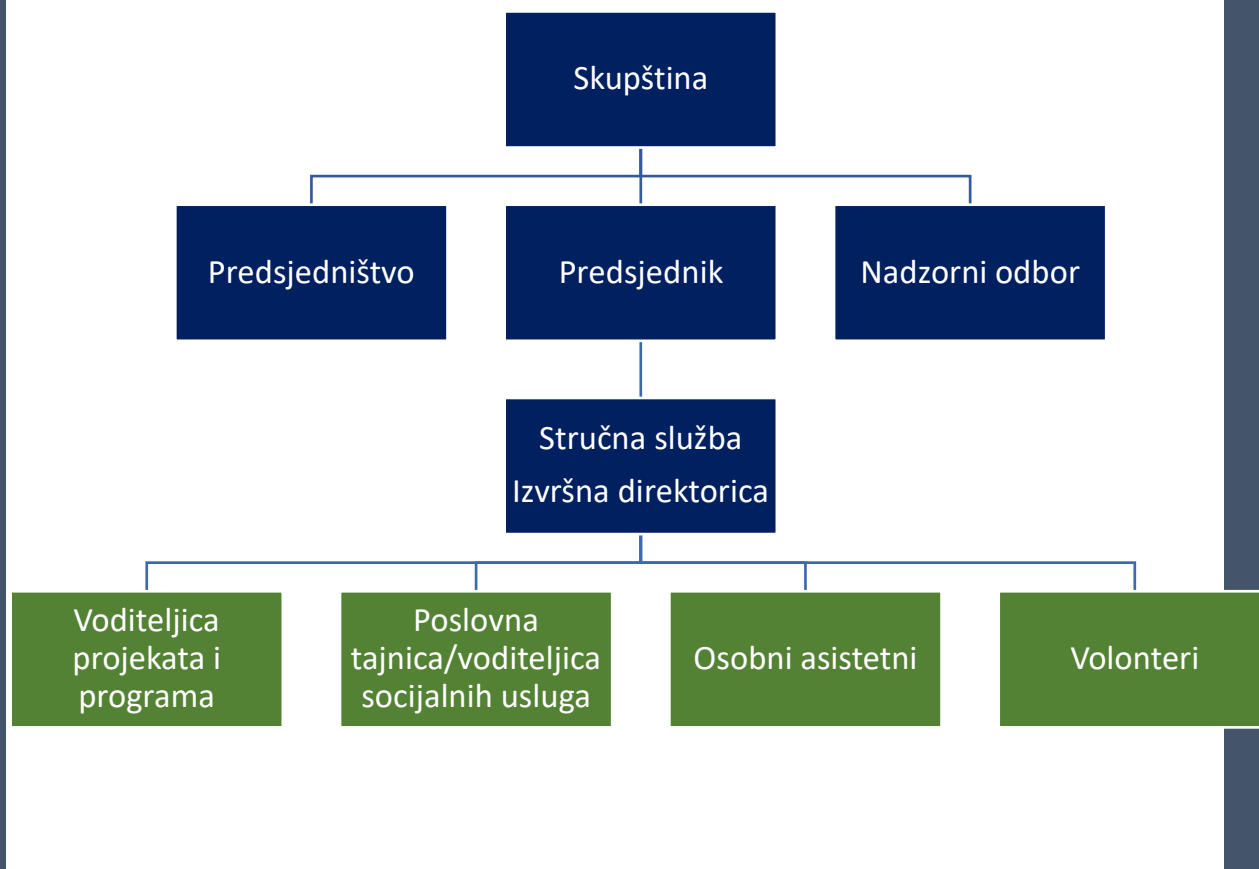 Skupština
Predsjedništvo
Predsjednik
Nadzorni odbor
Stručna služba
Izvršna direktorica
Voditeljica
projekata i
programa
Poslovna
tajnica/voditeljica
socijalnih usluga
Osobni asistetni
Volonteri